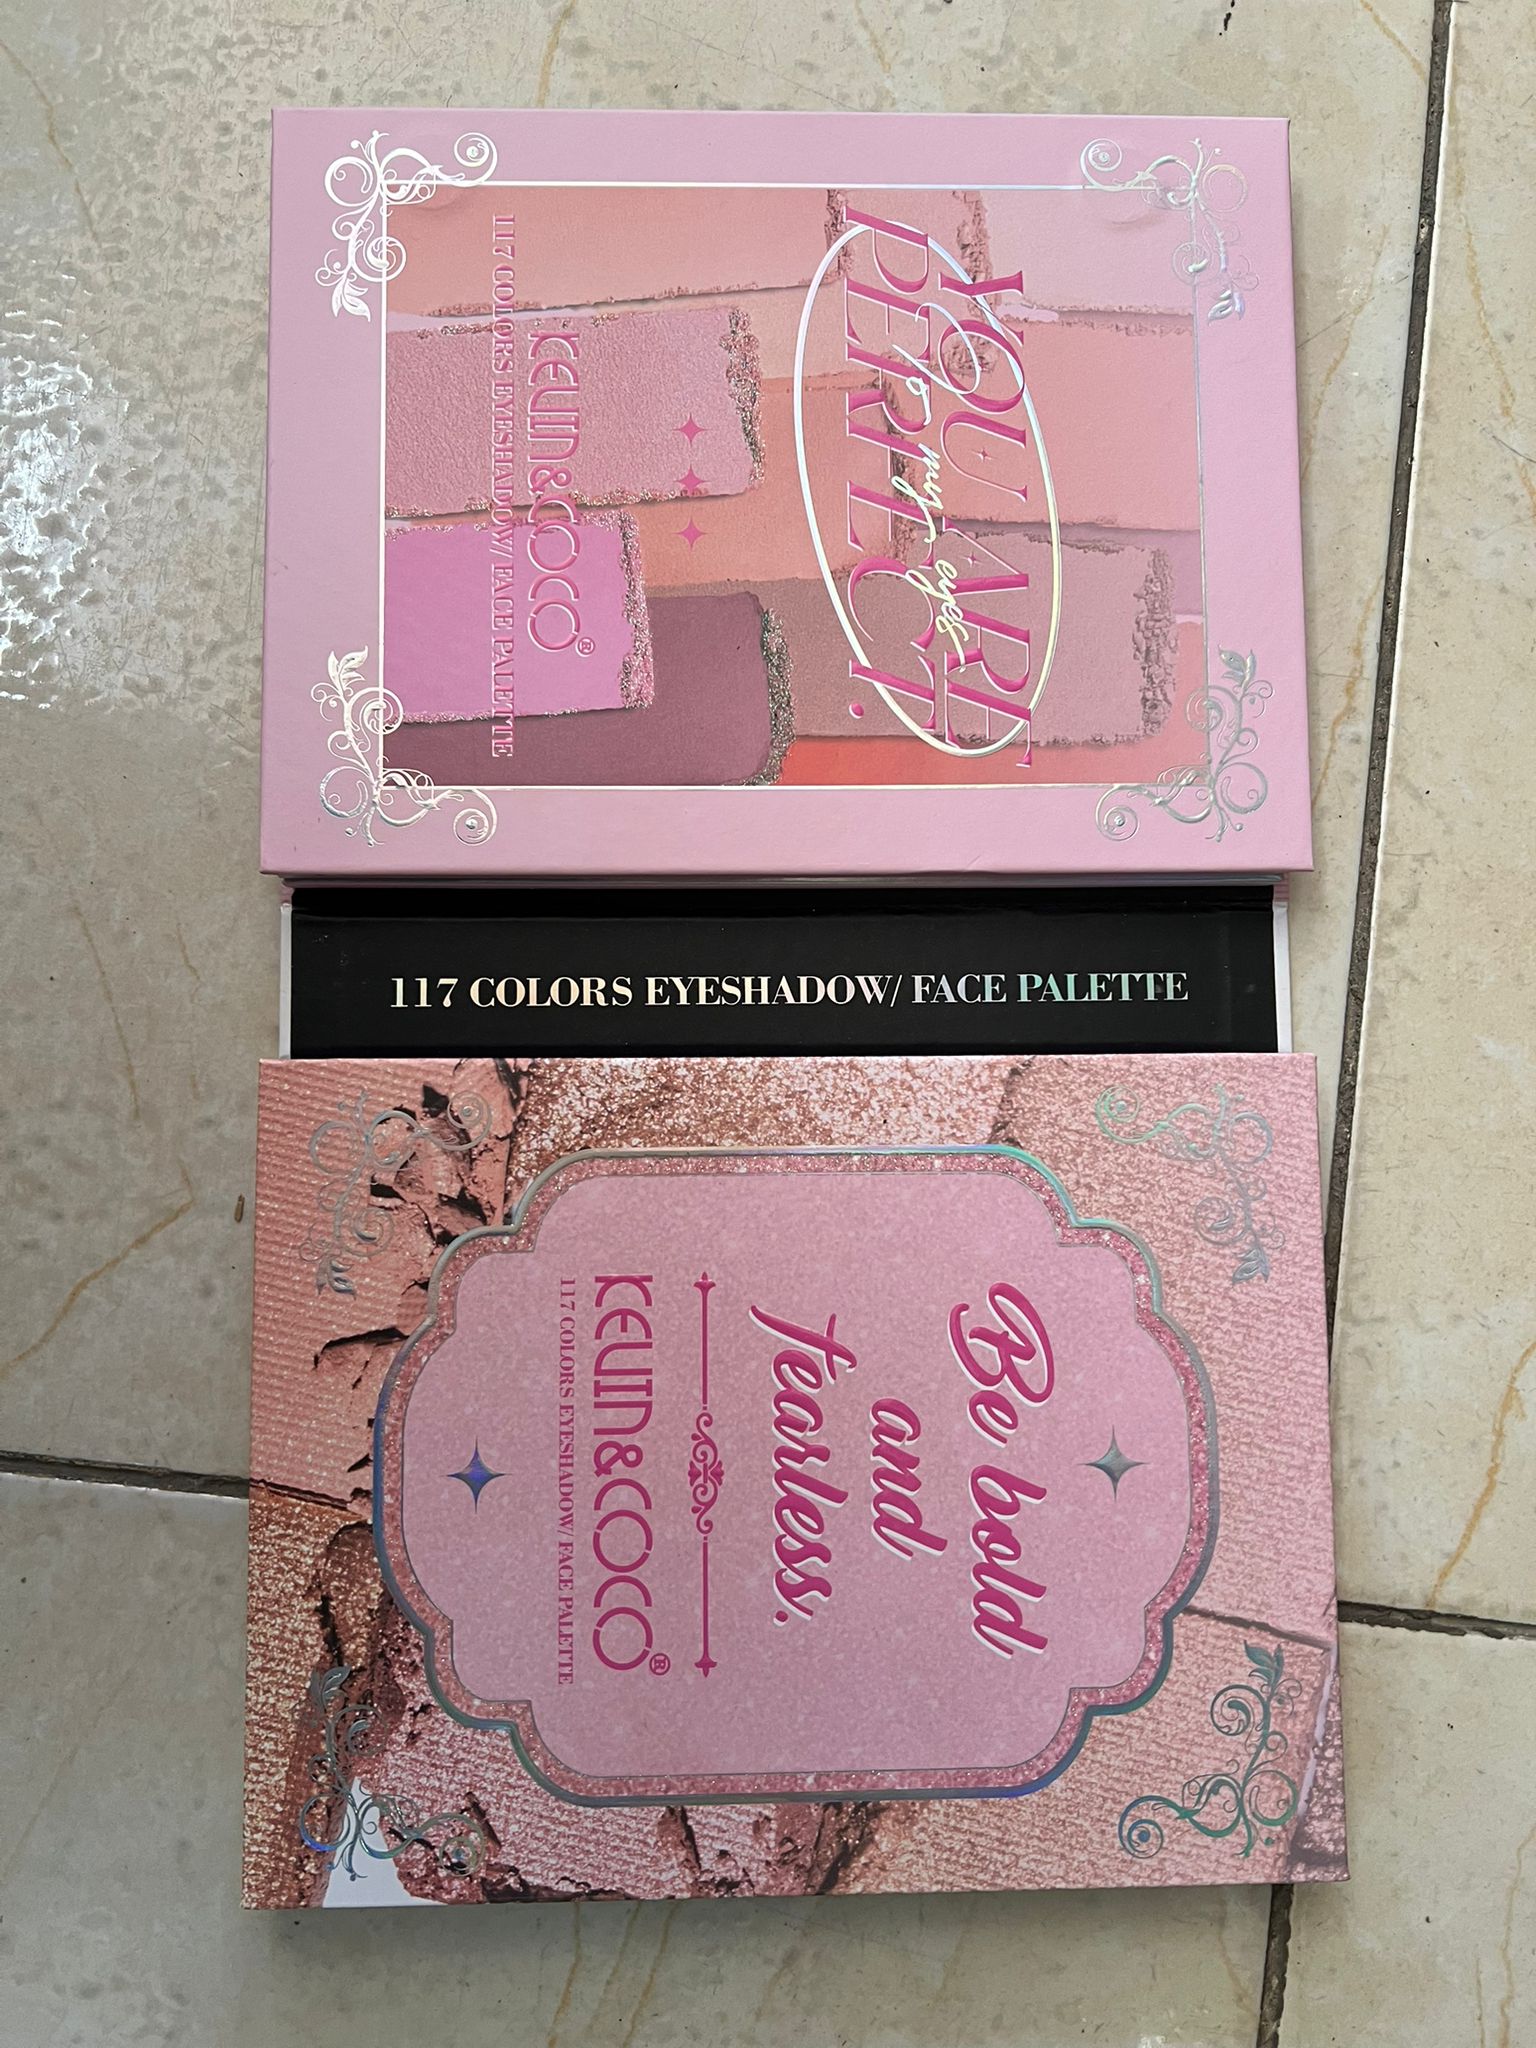 YOU ARE
to my eyes
PERFECT!
KEVIN&COCO®
117 COLORS EYESHADOW/FACE PALETTE
117 COLORS EYESHADOW/ FACE PALETTE
Be bold
and
fearless.
KEVIN&COCO®
117 COLORS EYESHADOW/ FACE PALETTE